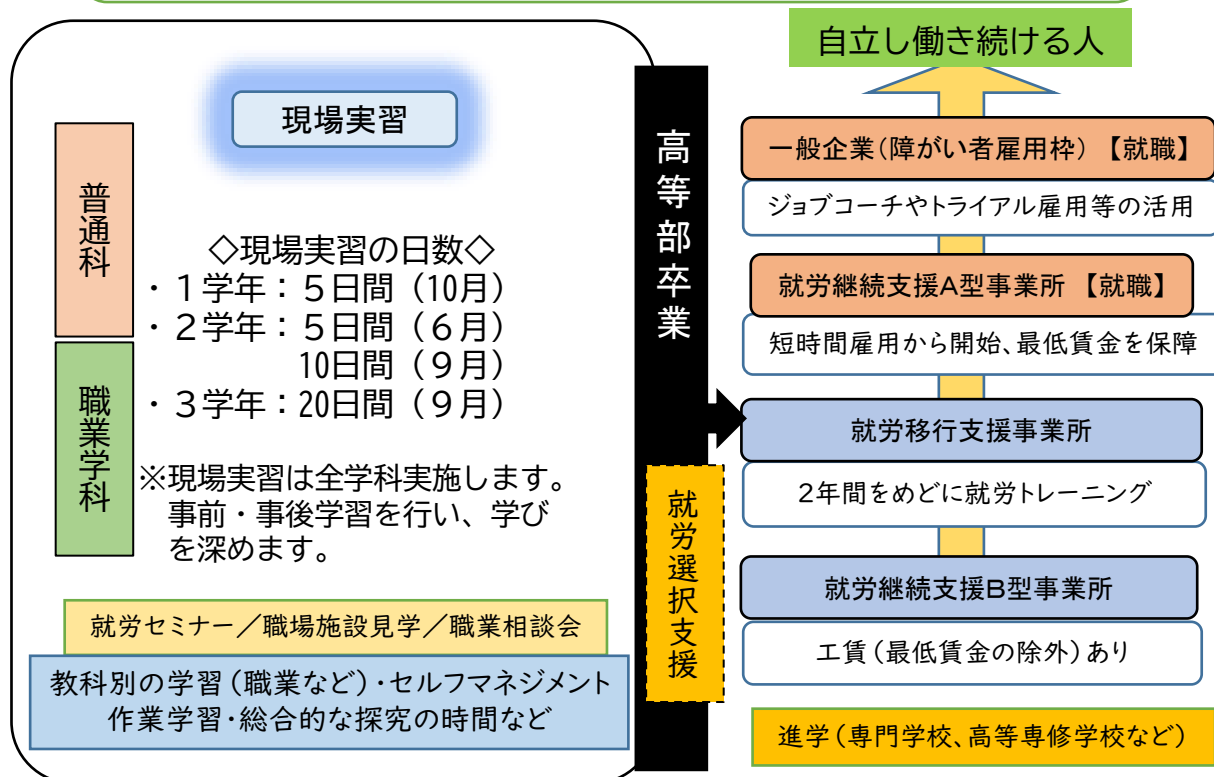 現場実習
普通科
職業学科
◇現場実習の日数◇
・１学年：５日間（10月）
・２学年：５日間（６月）
10日間（９月）
・３学年：20日間（９月）
※現場実習は全学科実施します。
事前・事後学習を行い、学び
を深めます。
就労セミナー／職場施設見学／職業相談会
教科別の学習（職業など）・セルフマネジメント
作業学習・総合的な探究の時間など
高等部卒業
就労選択支援
自立し働き続ける人
一般企業（障がい者雇用枠）【就職】
ジョブコーチやトライアル雇用等の活用
就労継続支援A型事業所 【就職】
短時間雇用から開始、最低賃金を保障
就労移行支援事業所
2年間をめどに就労トレーニング
就労継続支援B型事業所
工賃（最低賃金の除外）あり
進学（専門学校、高等専修学校など）